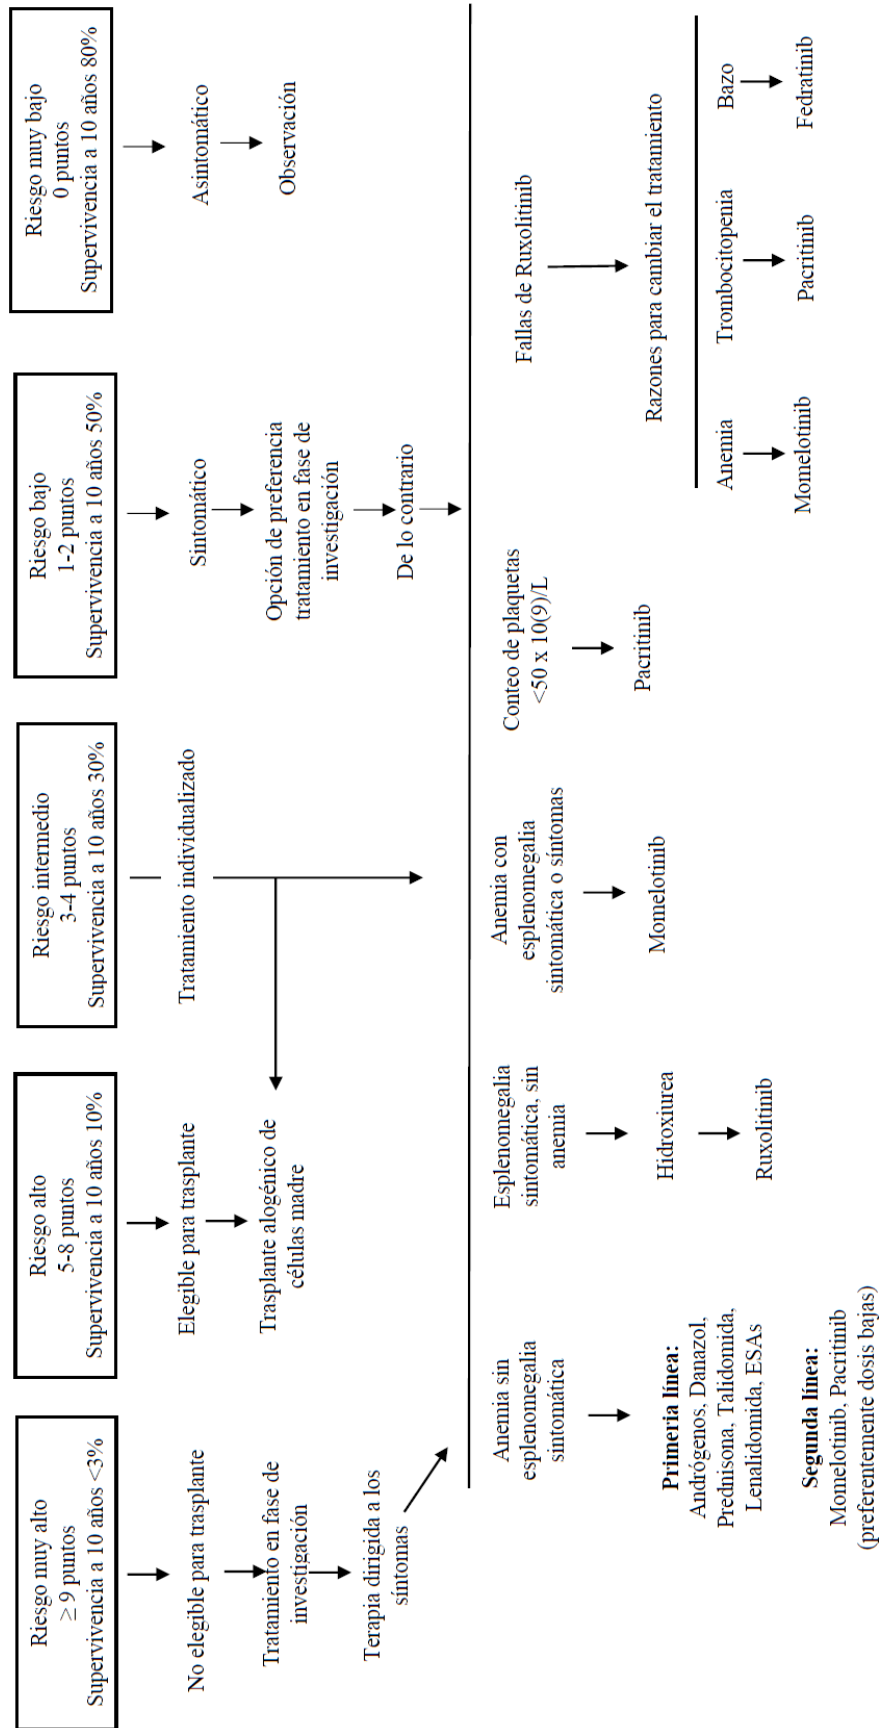 Riesgo muy alto
≥ 9 puntos
Supervivencia a 10 años <3%
No elegible para trasplante
Tratamiento en fase de
investigación
Terapia dirigida a los
síntomas
Riesgo alto
5-8 puntos
Supervivencia a 10 años 10%
Elegible para trasplante
Trasplante alogénico de
células madre
Riesgo intermedio
3-4 puntos
Supervivencia a 10 años 30%
Tratamiento individualizado
Riesgo bajo
1-2 puntos
Supervivencia a 10 años 50%
Sintomático
Opción de preferencia
tratamiento en fase de
investigación
De lo contrario
Riesgo muy bajo
0 puntos
Supervivencia a 10 años 80%
Asintomático
Observación
Anemia sin
esplenomegalia
sintomática
Primeria línea:
Andrógenos, Danazol,
Prednisona, Talidomida,
Lenalidomida, ESAs
Segunda línea:
Momelotinib, Pacritinib
(preferentemente dosis bajas)
Esplenomegalia
sintomática, sin
anemia
Hidroxiurea
Ruxolitinib
Anemia con
esplenomegalia
sintomática o síntomas
Momelotinib
Conteo de plaquetas
<50 x 10(9)/L
Pacritinib
Fallas de Ruxolitinib
Razones para cambiar el tratamiento
Anemia
Momelotinib
Trombocitopenia
Pacritinib
Bazo
Fedratinib